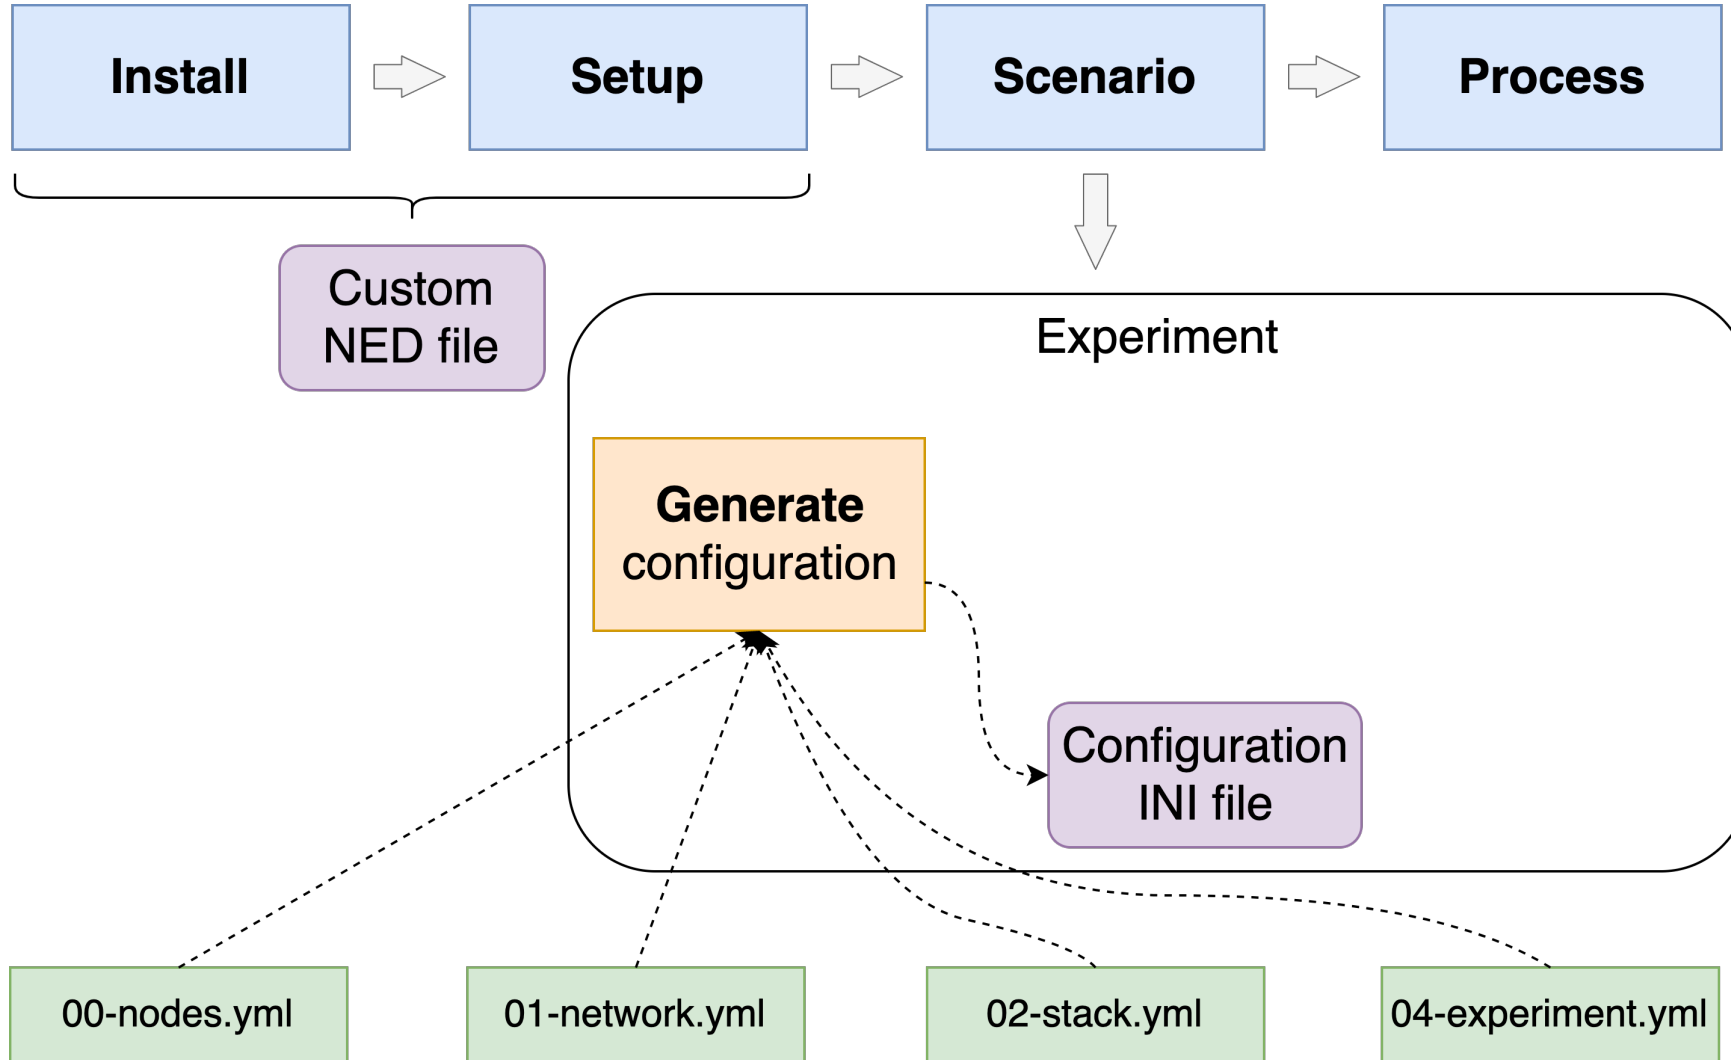 Install
Setup
Scenario
Process
Custom
NED file
Experiment
Generate
configuration
Configuration
INI file
00-nodes.yml
01-network.yml
02-stack.yml
04-experiment.yml